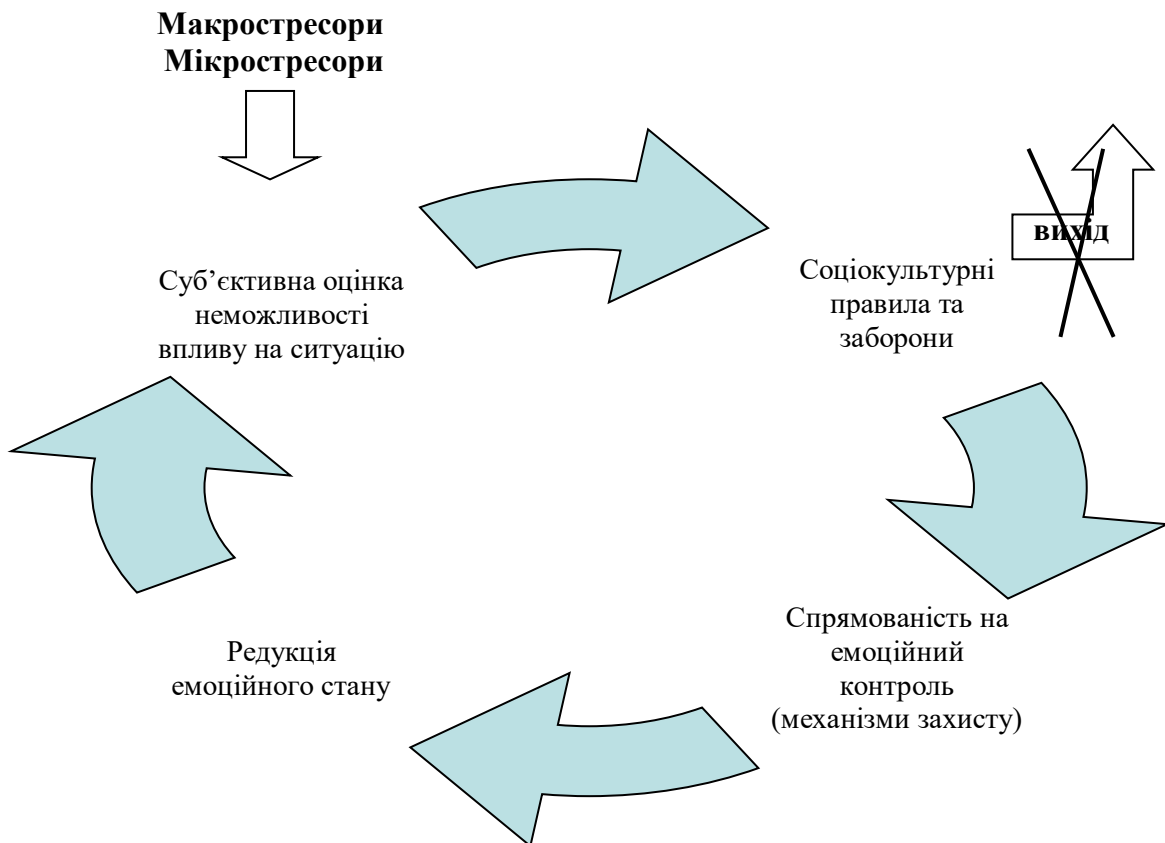 Макростресори
Мікростресори
вихід
Суб’єктивна оцінка
неможливості
впливу на ситуацію
Соціокультурні
правила та
заборони
Редукція
емоційного стану
Спрямованість на
емоційний
контроль
(механізми захисту)